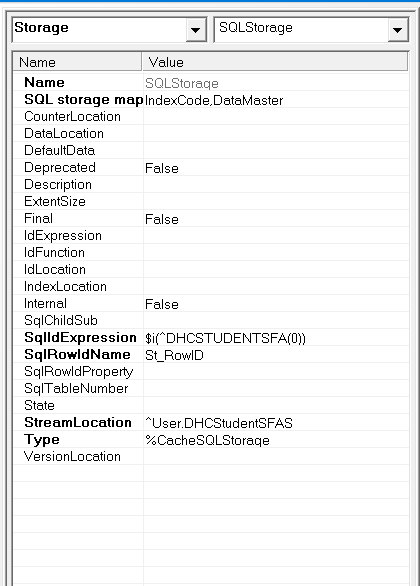 Storage SQLStorage
Name Value
Name SQLStorage
SQL storage map IndexCode,DataMaster
CounterLocation
DataLocation
DefaultData
Deprecated False
Description
ExtentSize
Final False
IdExpression
IdFunction
IdLocation
IndexLocation
Internal False
SqlChildSub
SqlIdExpression $i(^DHCSTUDENTSFA(0))
SqlRowIdName St_RowID
SqlRowIdProperty
SqlTableNumber
State
StreamLocation ^User.DHCStudentSFAS
Type %CacheSQLStorage
VersionLocation